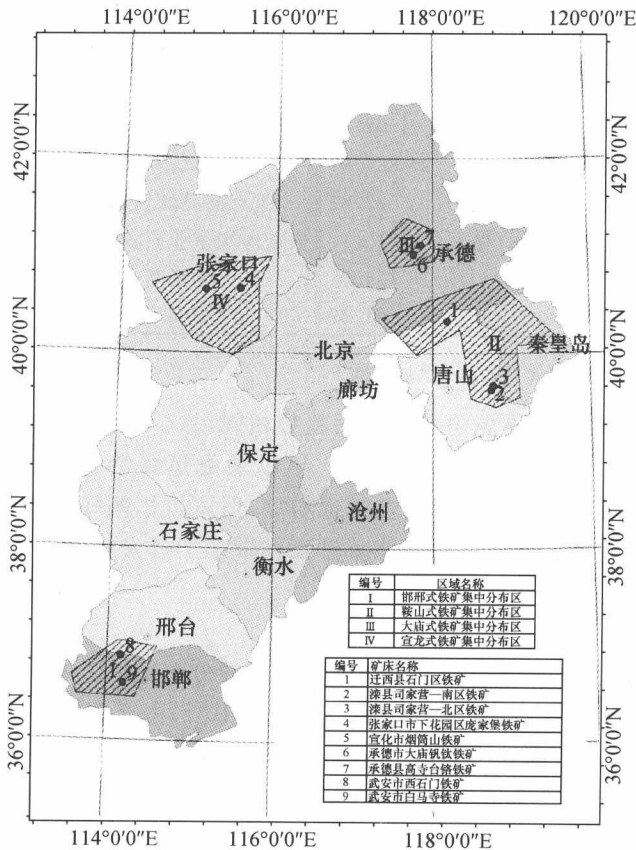 114°0′0″E 116°0′0″E 118°0′0″E 120°0′0″E
42°0′0″N
42°0′0″N
40°0′0″N
40°0′0″N
38°0′0″N
38°0′0″N
36°0′0″N
36°0′0″N
Ⅲ
承德
6
张家口
5 4
Ⅳ
1
Ⅱ
秦皇岛
北京
唐山
3
2
廊坊
保定
沧州
石家庄
衡水
邢台
8
Ⅰ 9
邯郸
编号 区域名称
Ⅰ 邯邢式铁矿集中分布区
Ⅱ 鞍山式铁矿集中分布区
Ⅲ 大庙式铁矿集中分布区
Ⅳ 宣龙式铁矿集中分布区
编号 矿床名称
1 迁西县石门区铁矿
2 滦县司家营—南区铁矿
3 滦县司家营—北区铁矿
4 张家口市下花园区庞家堡铁矿
5 宣化市烟筒山铁矿
6 承德市大庙钒钛铁矿
7 承德县高寺台铬铁矿
8 武安市西石门铁矿
9 武安市白马寺铁矿
114°0′0″E 116°0′0″E 118°0′0″E